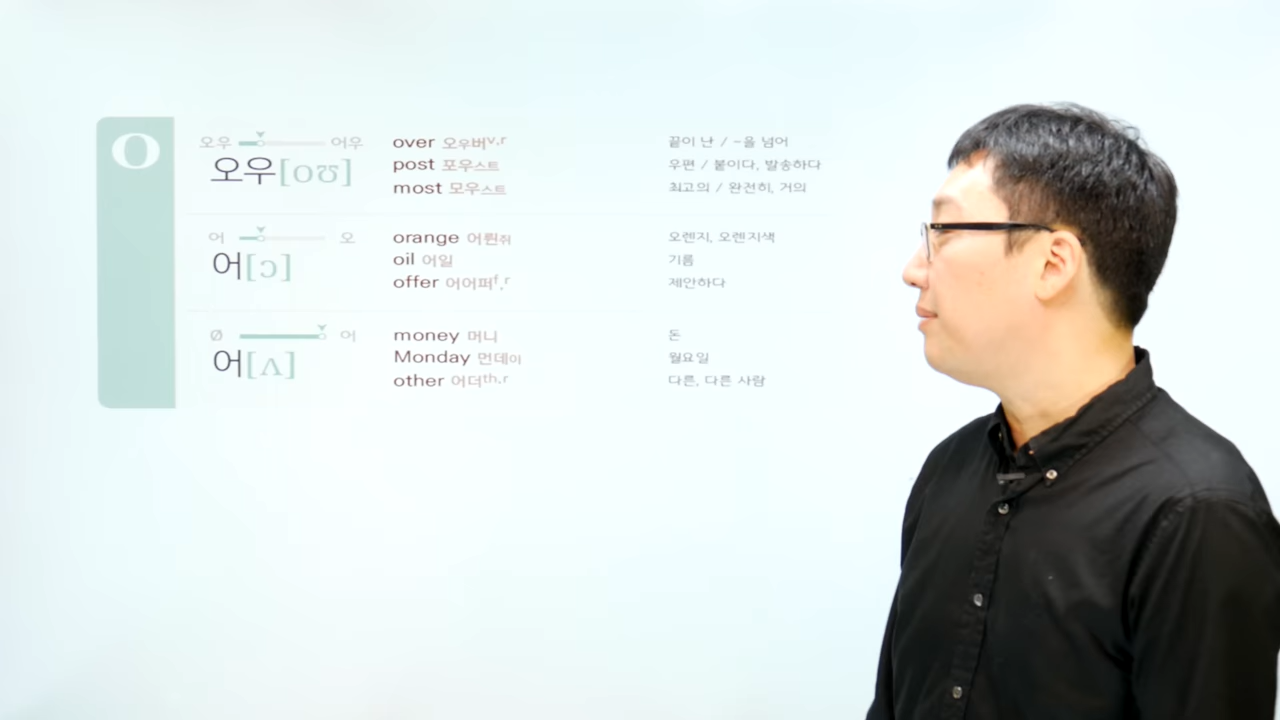 O
오우 어우
오우[oʊ]
over 오우버v,r 끝이 난 / ~을 넘어
post 포우스트 우편 / 붙이다, 발송하다
most 모우스트 최고의 / 완전히, 거의
어 오
어[ɔ]
orange 어륀쥐 오렌지, 오렌지색
oil 어일 기름
offer 어어퍼f,r 제안하다
Ø 어
어[ʌ]
money 머니 돈
Monday 먼데이 월요일
other 어더th,r 다른, 다른 사람